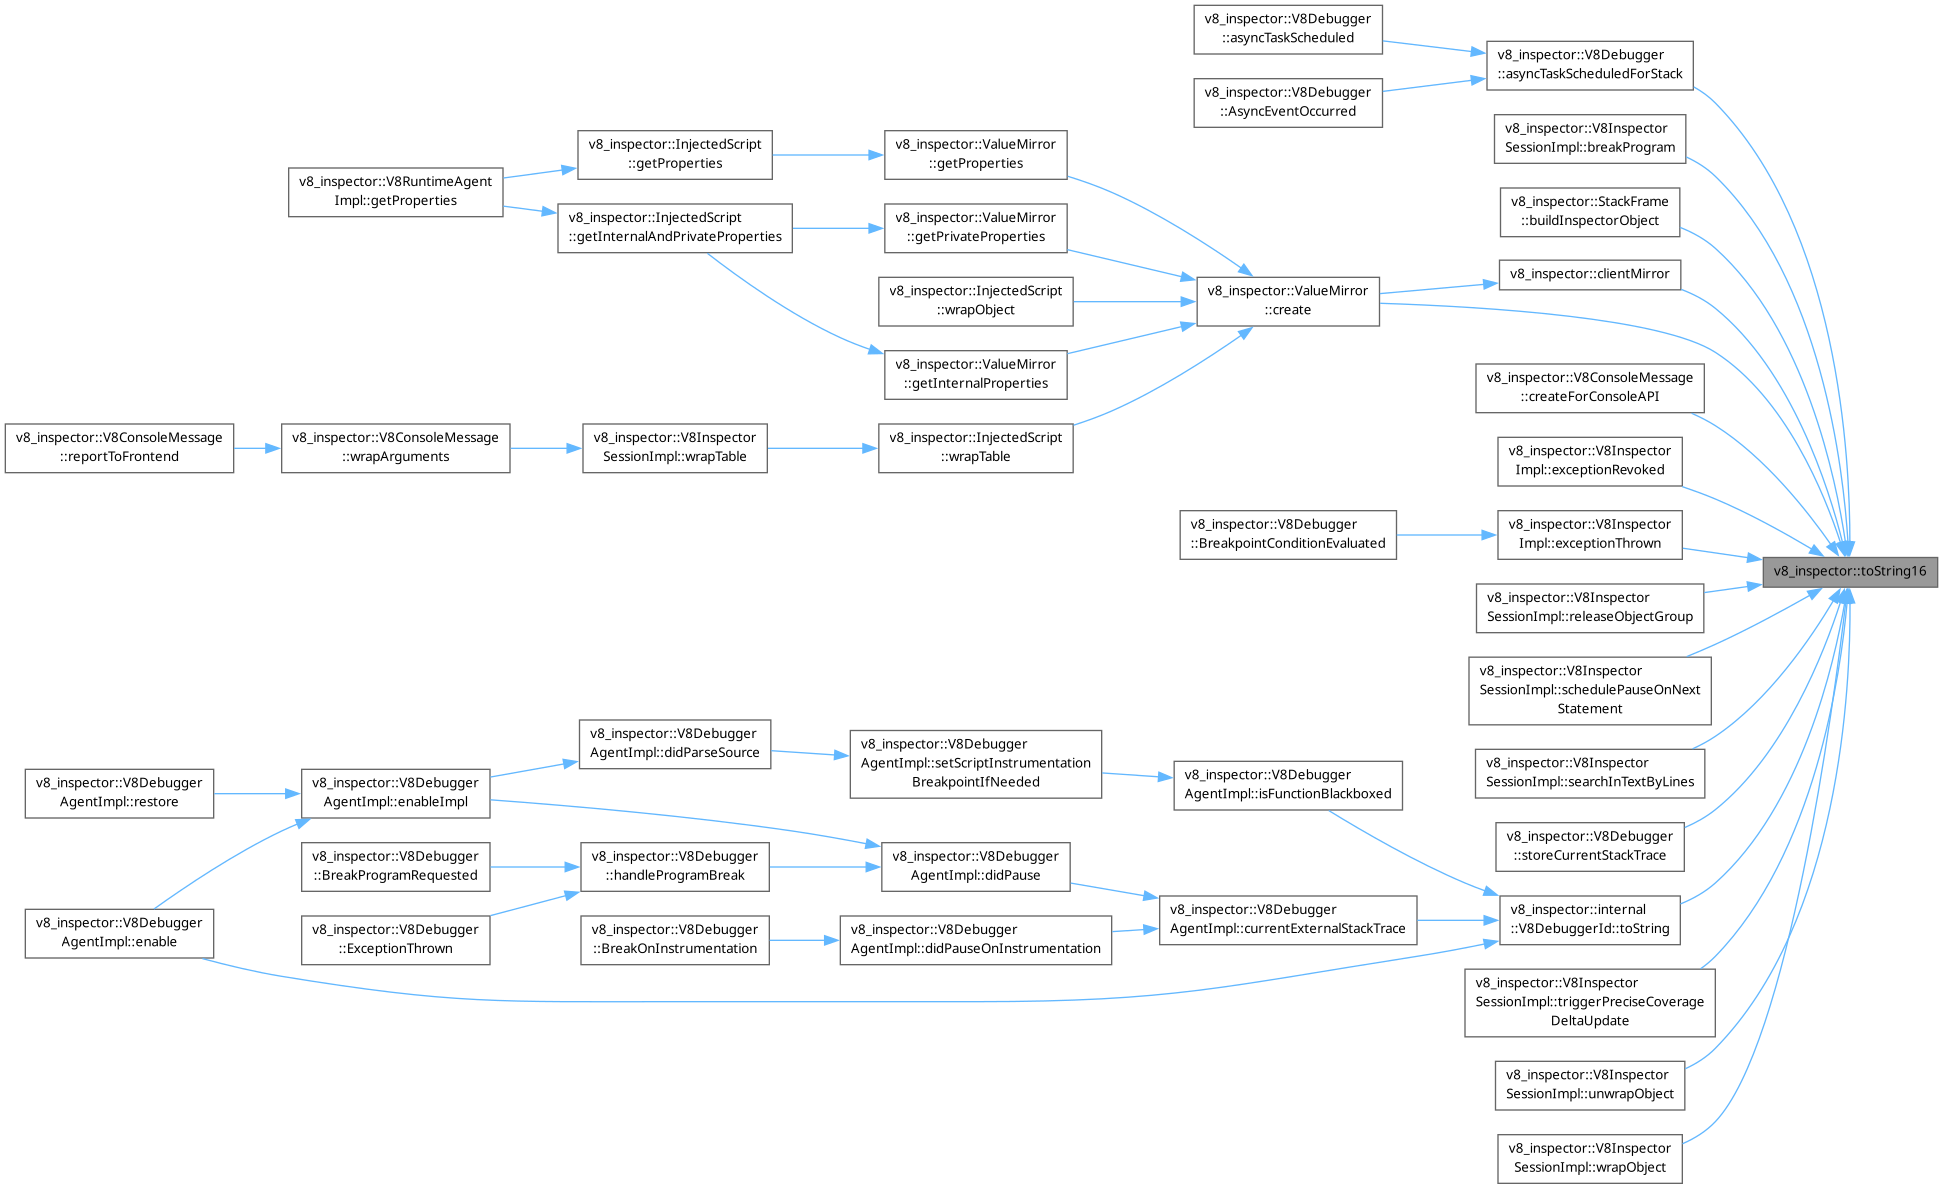 v8_inspector::V8Debugger
::asyncTaskScheduled
v8_inspector::V8Debugger
::asyncTaskScheduledForStack
v8_inspector::V8Debugger
::AsyncEventOccurred
v8_inspector::V8Inspector
SessionImpl::breakProgram
v8_inspector::InjectedScript
::getProperties
v8_inspector::ValueMirror
::getProperties
v8_inspector::V8RuntimeAgent
Impl::getProperties
v8_inspector::StackFrame
::buildInspectorObject
v8_inspector::InjectedScript
::getInternalAndPrivateProperties
v8_inspector::ValueMirror
::getPrivateProperties
v8_inspector::clientMirror
v8_inspector::InjectedScript
::wrapObject
v8_inspector::ValueMirror
::create
v8_inspector::ValueMirror
::getInternalProperties
v8_inspector::V8ConsoleMessage
::createForConsoleAPI
v8_inspector::V8ConsoleMessage
::reportToFrontend
v8_inspector::V8ConsoleMessage
::wrapArguments
v8_inspector::V8Inspector
SessionImpl::wrapTable
v8_inspector::InjectedScript
::wrapTable
v8_inspector::V8Inspector
Impl::exceptionRevoked
v8_inspector::V8Debugger
::BreakpointConditionEvaluated
v8_inspector::V8Inspector
Impl::exceptionThrown
v8_inspector::toString16
v8_inspector::V8Inspector
SessionImpl::releaseObjectGroup
v8_inspector::V8Inspector
SessionImpl::schedulePauseOnNext
Statement
v8_inspector::V8Debugger
AgentImpl::didParseSource
v8_inspector::V8Debugger
AgentImpl::setScriptInstrumentation
BreakpointIfNeeded
v8_inspector::V8Inspector
SessionImpl::searchInTextByLines
v8_inspector::V8Debugger
AgentImpl::restore
v8_inspector::V8Debugger
AgentImpl::enableImpl
v8_inspector::V8Debugger
AgentImpl::isFunctionBlackboxed
v8_inspector::V8Debugger
::storeCurrentStackTrace
v8_inspector::V8Debugger
::BreakProgramRequested
v8_inspector::V8Debugger
::handleProgramBreak
v8_inspector::V8Debugger
AgentImpl::didPause
v8_inspector::V8Debugger
AgentImpl::enable
v8_inspector::V8Debugger
::ExceptionThrown
v8_inspector::V8Debugger
::BreakOnInstrumentation
v8_inspector::V8Debugger
AgentImpl::didPauseOnInstrumentation
v8_inspector::V8Debugger
AgentImpl::currentExternalStackTrace
v8_inspector::internal
::V8DebuggerId::toString
v8_inspector::V8Inspector
SessionImpl::triggerPreciseCoverage
DeltaUpdate
v8_inspector::V8Inspector
SessionImpl::unwrapObject
v8_inspector::V8Inspector
SessionImpl::wrapObject